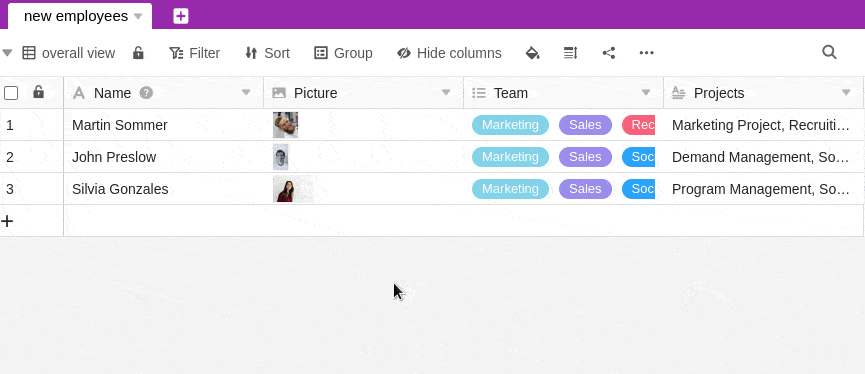 new employees
overall view Filter Sort Group Hide columns
Name ? Picture Team Projects
1 Martin Sommer Marketing Sales Rec Marketing Project, Recruiti...
2 John Preslow Marketing Sales Soc Demand Management, So...
3 Silvia Gonzales Marketing Sales Soc Program Management, So...